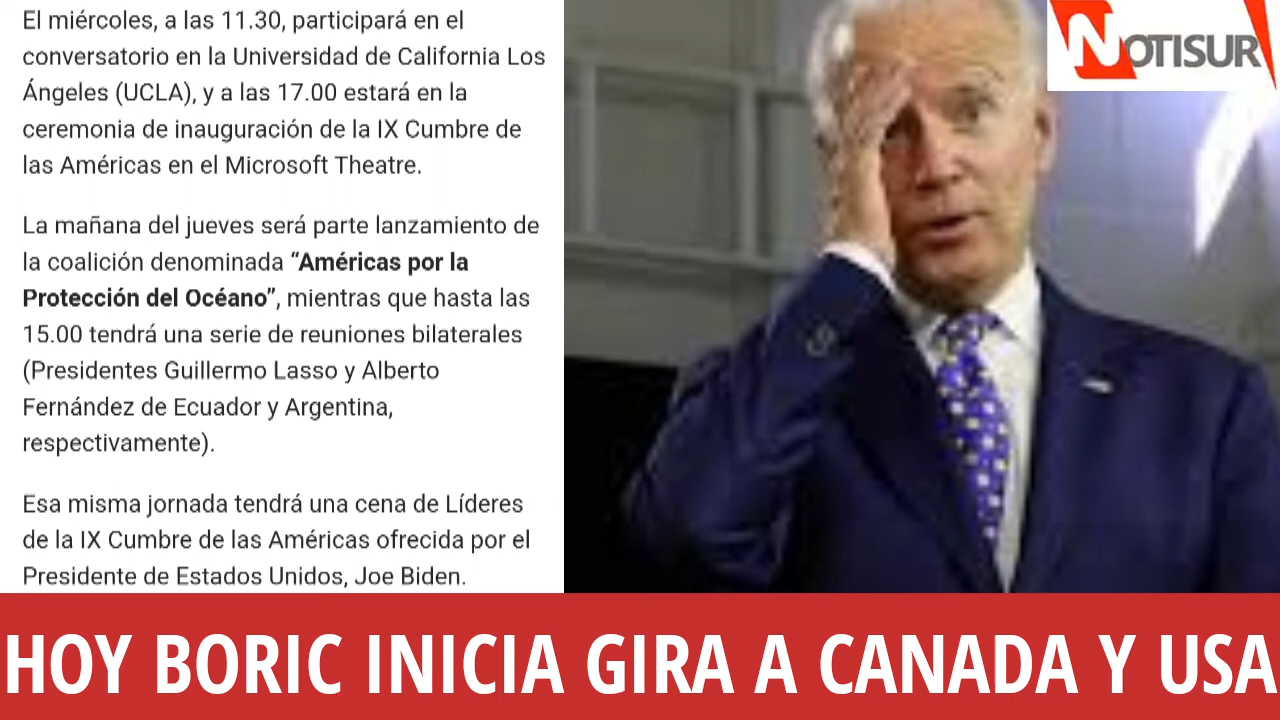 El miércoles, a las 11.30, participará en el
conversatorio en la Universidad de California Los
Ángeles (UCLA), y a las 17.00 estará en la
ceremonia de inauguración de la IX Cumbre de
las Américas en el Microsoft Theatre.
La mañana del jueves será parte lanzamiento de
la coalición denominada “Américas por la
Protección del Océano”, mientras que hasta las
15.00 tendrá una serie de reuniones bilaterales
(Presidentes Guillermo Lasso y Alberto
Fernández de Ecuador y Argentina,
respectivamente).
Esa misma jornada tendrá una cena de Líderes
de la IX Cumbre de las Américas ofrecida por el
Presidente de Estados Unidos, Joe Biden.
NOTISUR
HOY BORIC INICIA GIRA A CANADA Y USA